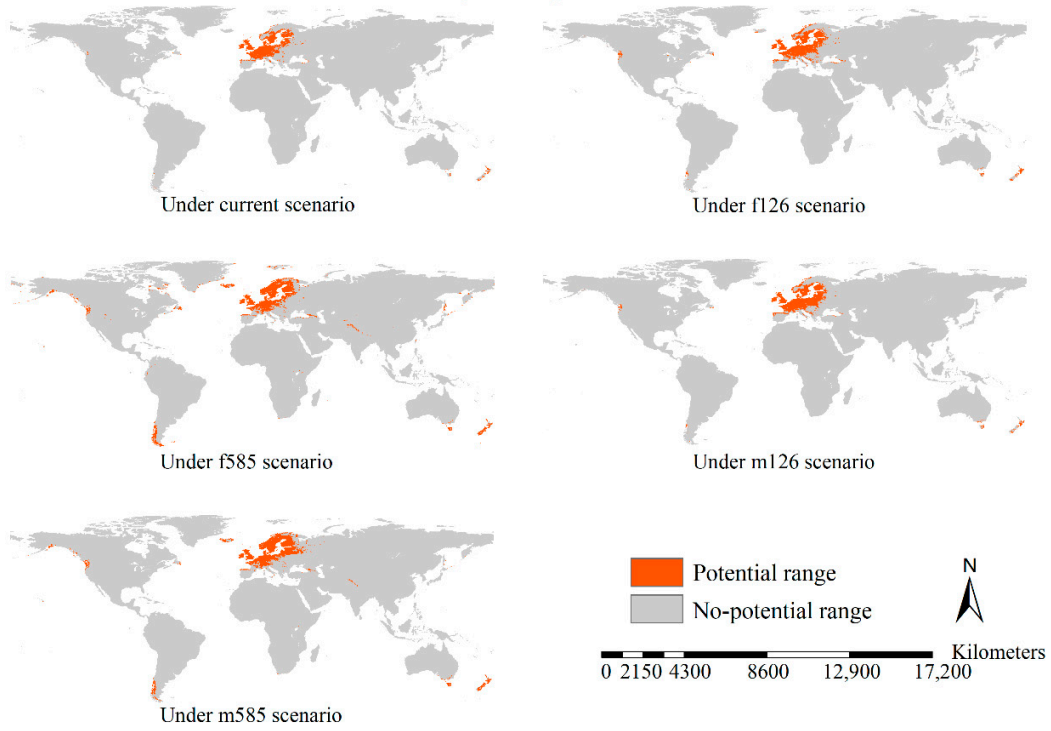 Under current scenario
Under f126 scenario
Under f585 scenario
Under m126 scenario
Under m585 scenario
Potential range
No-potential range
N
Kilometers
0 2150 4300 8600 12,900 17,200